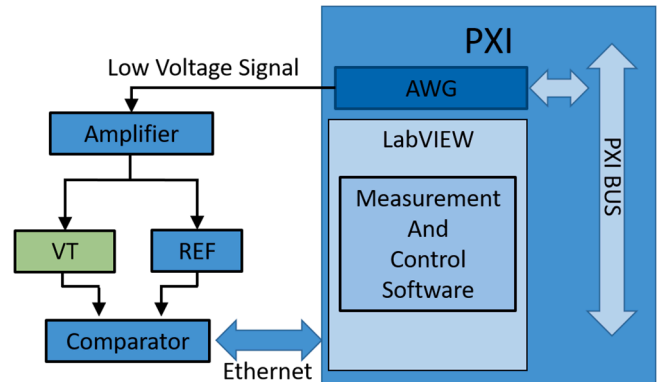 PXI
Low Voltage Signal
AWG
Amplifier
LabVIEW
PXI BUS
Measurement
And
Control
Software
VT
REF
Comparator
Ethernet